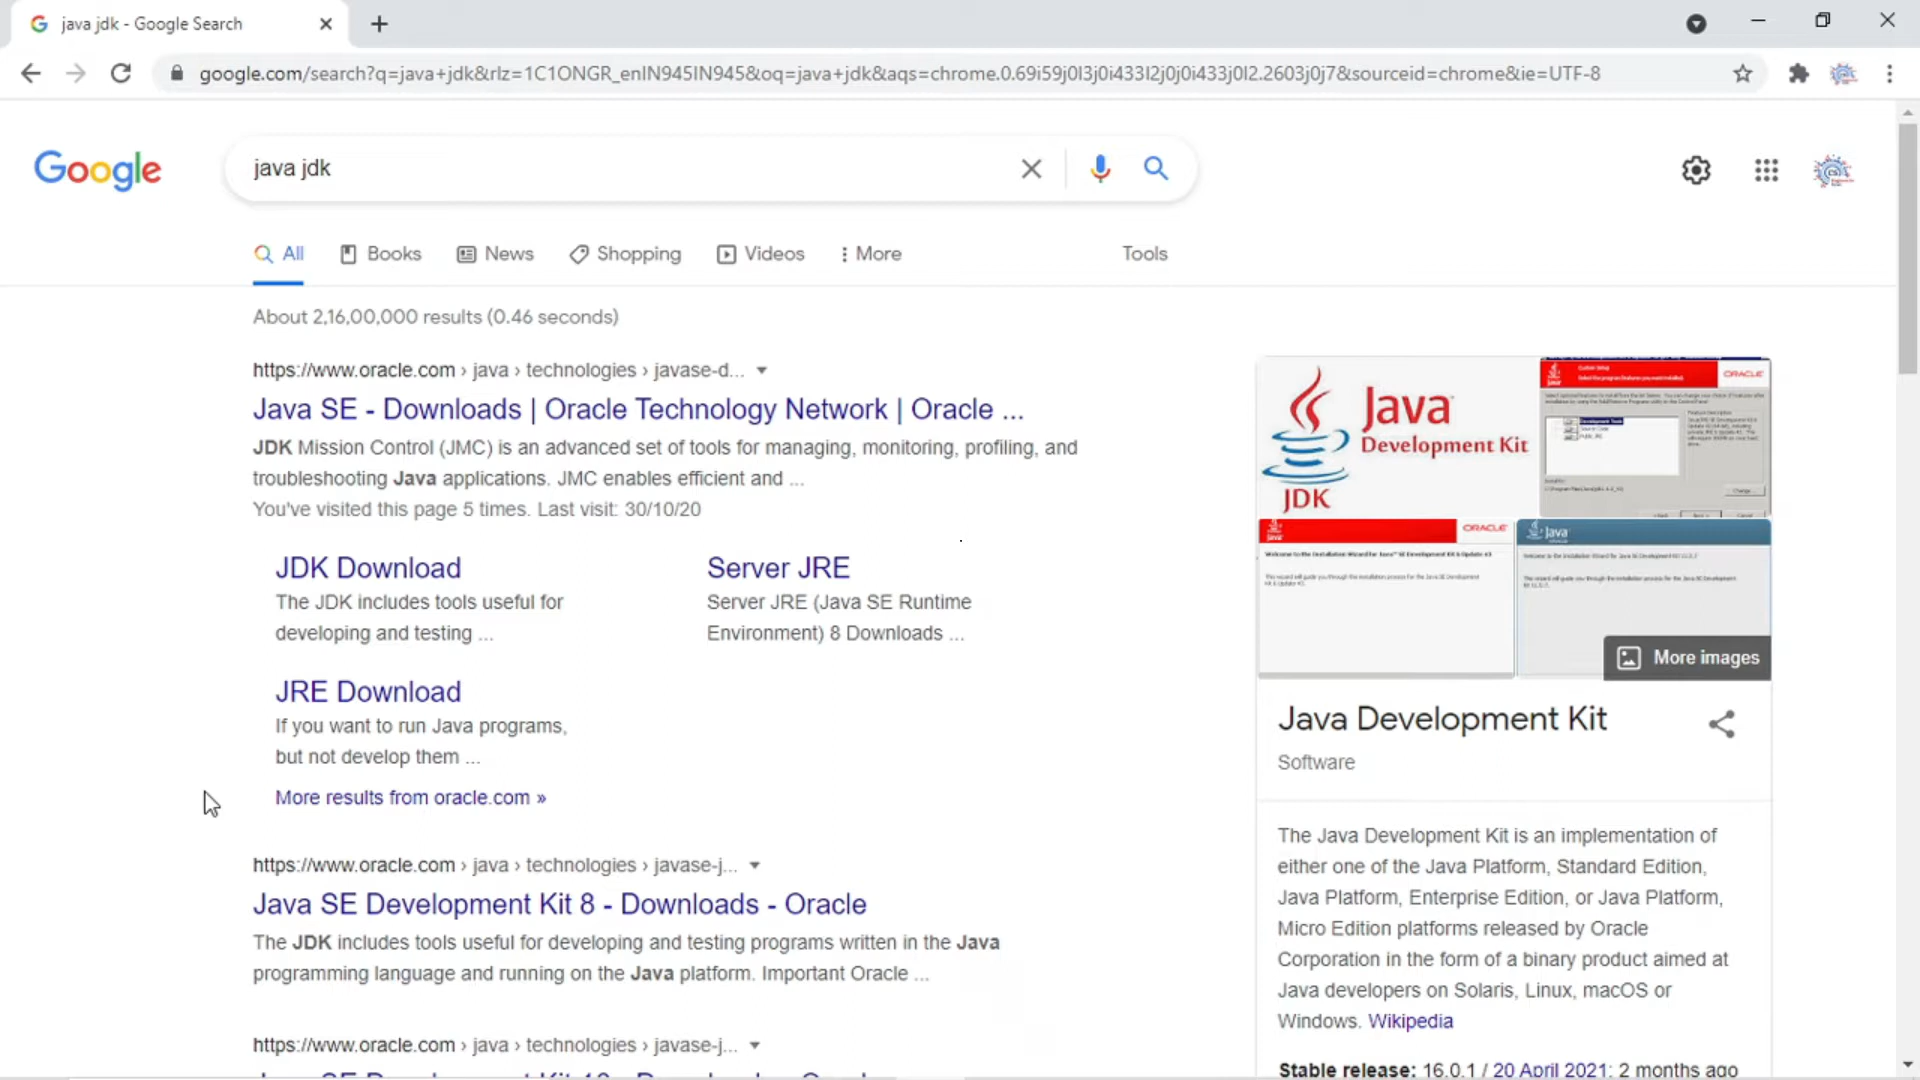 java jdk - Google Search
google.com/search?q=java+jdk&rlz=1C1ONGR_enIN945IN945&oq=java+jdk&aqs=chrome.0.69i59j0l3j0i433l2j0j0i433j0l2.2603j0j7&sourceid=chrome&ie=UTF-8
Google
java jdk
All
Books
News
Shopping
Videos
More
Tools
About 2,16,00,000 results (0.46 seconds)
https://www.oracle.com › java › technologies › javase-d...
Java SE - Downloads | Oracle Technology Network | Oracle ...
JDK Mission Control (JMC) is an advanced set of tools for managing, monitoring, profiling, and
troubleshooting Java applications. JMC enables efficient and ...
You've visited this page 5 times. Last visit: 30/10/20
JDK Download
The JDK includes tools useful for
developing and testing ...
Server JRE
Server JRE (Java SE Runtime
Environment) 8 Downloads ...
JRE Download
If you want to run Java programs,
but not develop them ...
More results from oracle.com »
https://www.oracle.com › java › technologies › javase-j...
Java SE Development Kit 8 - Downloads - Oracle
The JDK includes tools useful for developing and testing programs written in the Java
programming language and running on the Java platform. Important Oracle ...
https://www.oracle.com › java › technologies › javase-j...
Java
Development Kit
JDK
ORACLE
Java
ORACLE
Java
More images
Java Development Kit
Software
The Java Development Kit is an implementation of
either one of the Java Platform, Standard Edition,
Java Platform, Enterprise Edition, or Java Platform,
Micro Edition platforms released by Oracle
Corporation in the form of a binary product aimed at
Java developers on Solaris, Linux, macOS or
Windows. Wikipedia
Stable release: 16.0.1 / 20 April 2021; 2 months ago